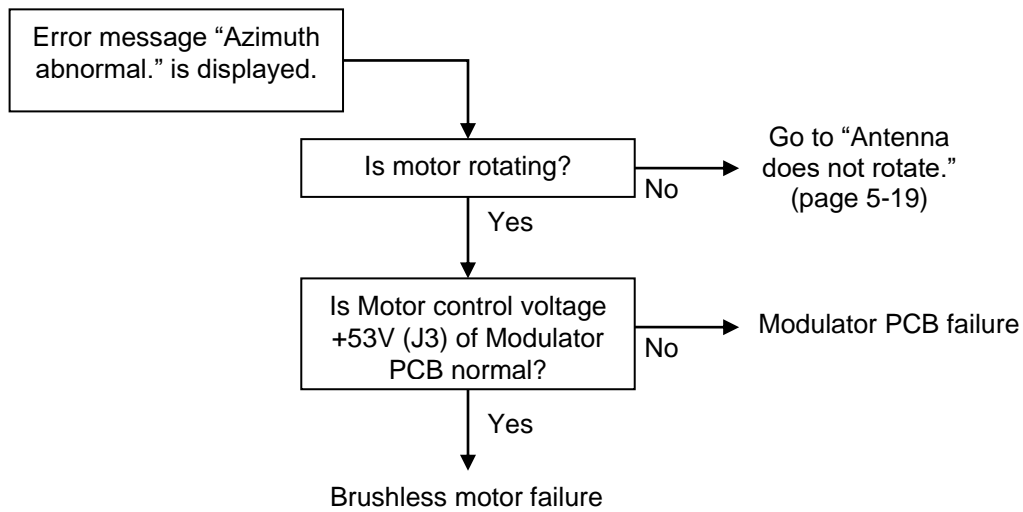 Error message “Azimuth
abnormal.” is displayed.
Is motor rotating?
No
Go to “Antenna
does not rotate.”
(page 5-19)
Yes
Is Motor control voltage
+53V (J3) of Modulator
PCB normal?
No
Modulator PCB failure
Yes
Brushless motor failure